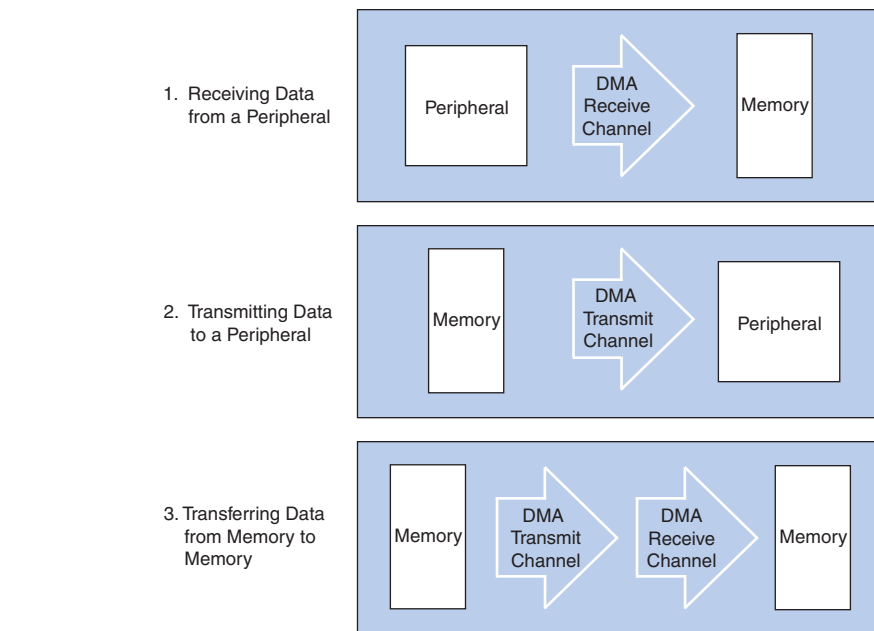 1. Receiving Data
from a Peripheral
Peripheral
DMA
Receive
Channel
Memory
2. Transmitting Data
to a Peripheral
Memory
DMA
Transmit
Channel
Peripheral
3. Transferring Data
from Memory to
Memory
Memory
DMA
Transmit
Channel
DMA
Receive
Channel
Memory